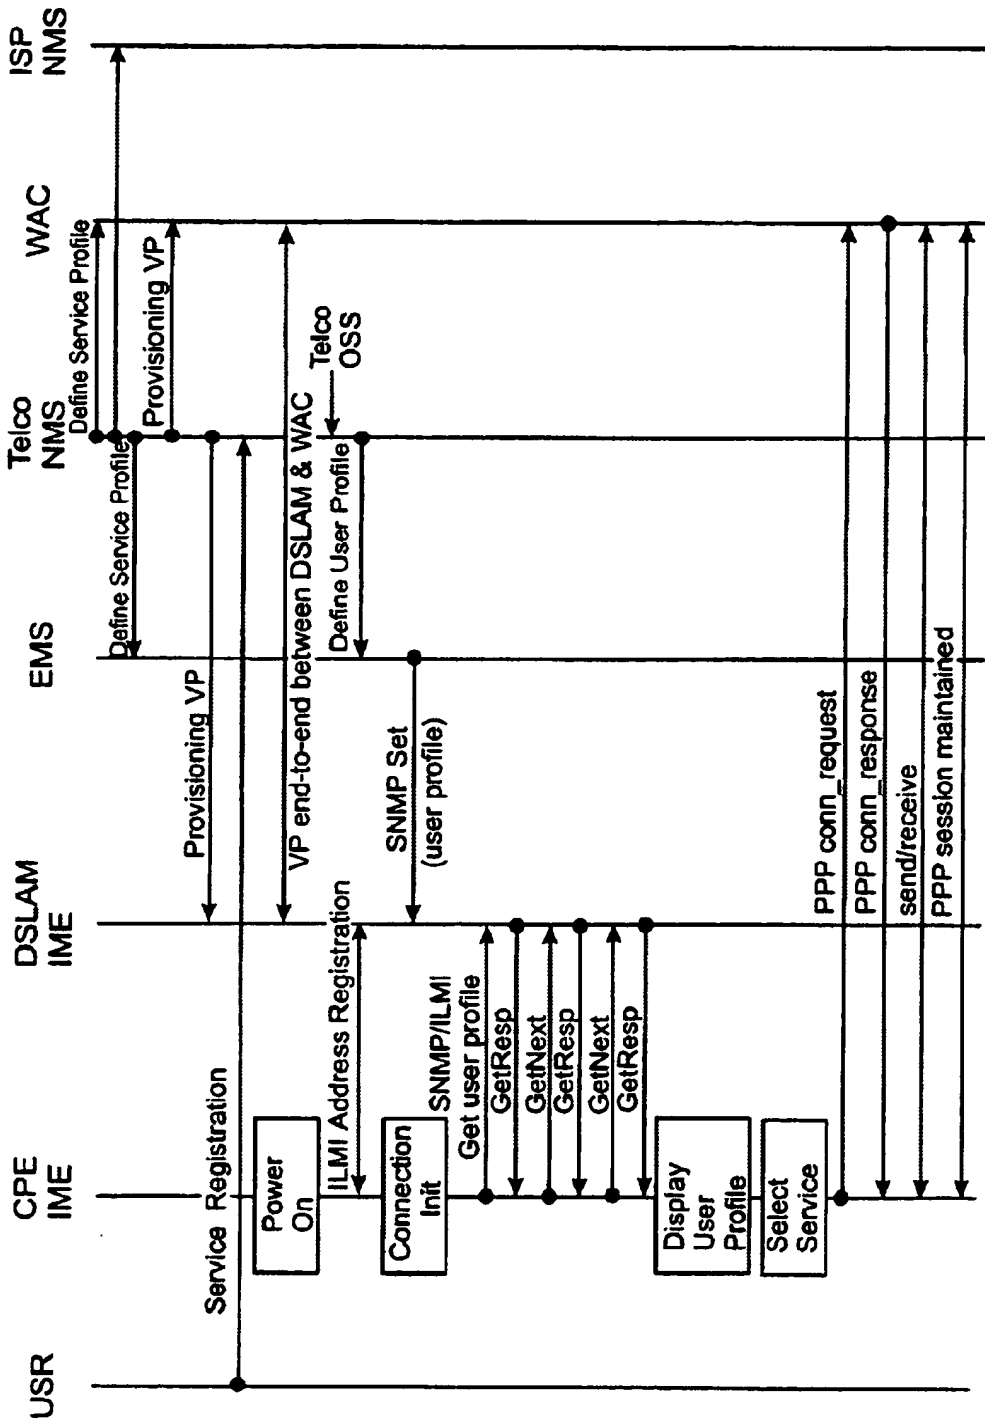 USR
CPE
IME
DSLAM
IME
EMS
Telco
NMS
WAC
ISP
NMS
Define Service Profile
Define Service Profile
Provisioning VP
Provisioning VP
Service Registration
Power
On
VP end-to-end between DSLAM & WAC
Telco
OSS
ILMI Address Registration
Define User Profile
Connection
Init
SNMP Set
(user profile)
SNMP/ILMI
Get user profile
GetResp
GetNext
GetResp
GetNext
GetResp
Display
User
Profile
Select
Service
PPP conn_request
PPP conn_response
send/receive
PPP session maintained